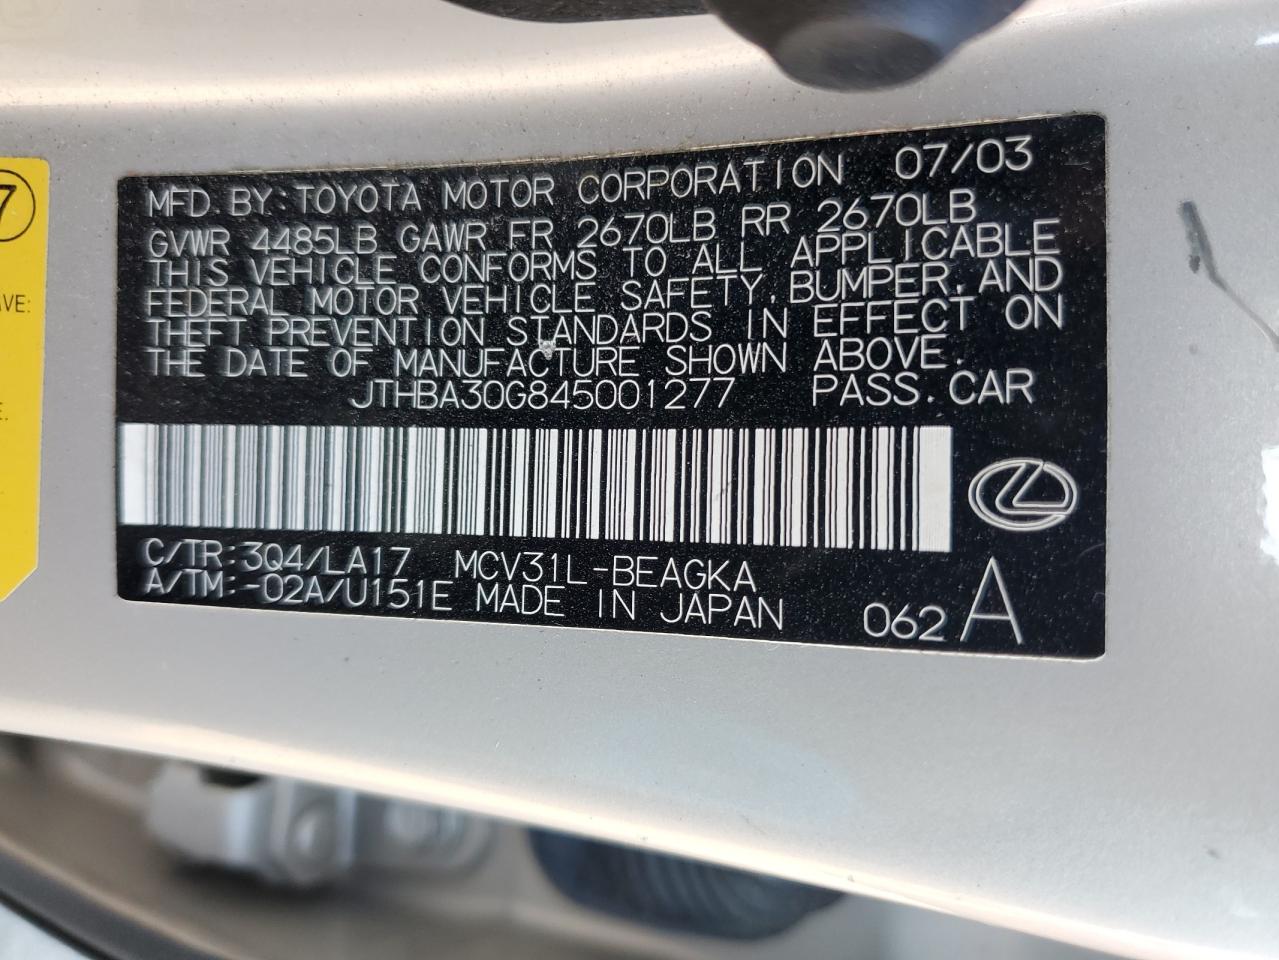 MFD. BY: TOYOTA MOTOR CORPORATION 07/03
GVWR 4485LB GAWR FR 2670LB RR 2670LB
THIS VEHICLE CONFORMS TO ALL APPLICABLE
FEDERAL MOTOR VEHICLE SAFETY, BUMPER, AND
THEFT PREVENTION STANDARDS IN EFFECT ON
THE DATE OF MANUFACTURE SHOWN ABOVE.
JTHBA30G845001277 PASS. CAR
C/TR: 3Q4/LA17 MCV31L-BEAGKA
A/TM: -02A/U151E MADE IN JAPAN
062 A
7